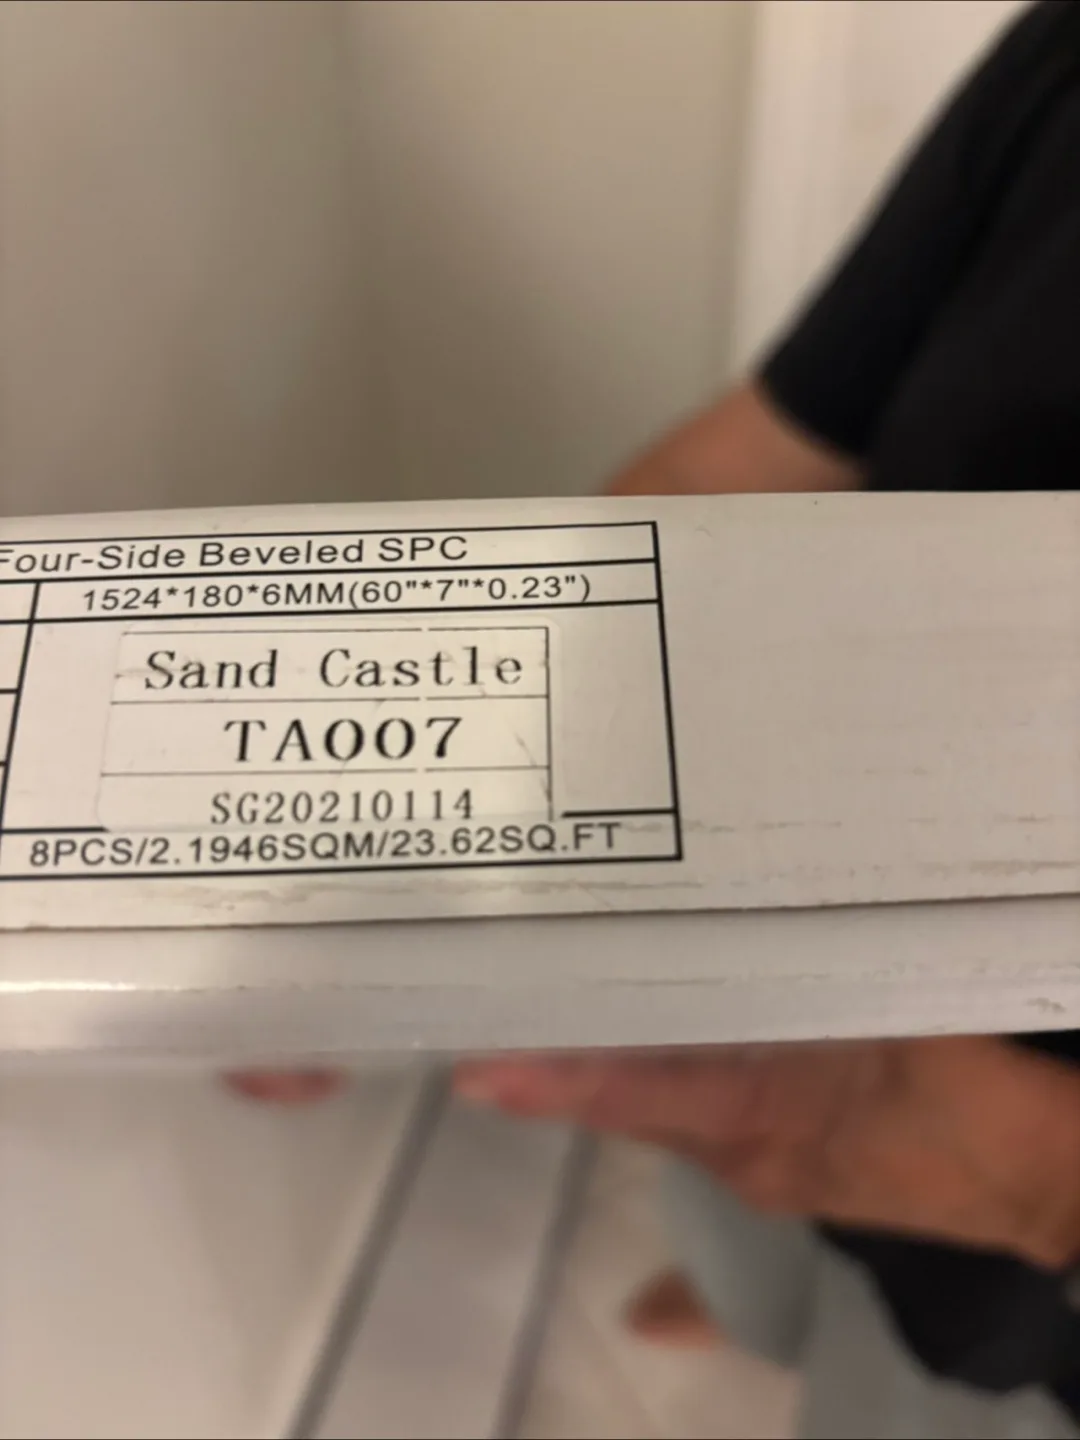 Four-Side Beveled SPC
1524*180*6MM(60"*7"*0.23")
Sand Castle
TA007
SG20210114
8PCS/2.1946SQM/23.62SQ.FT